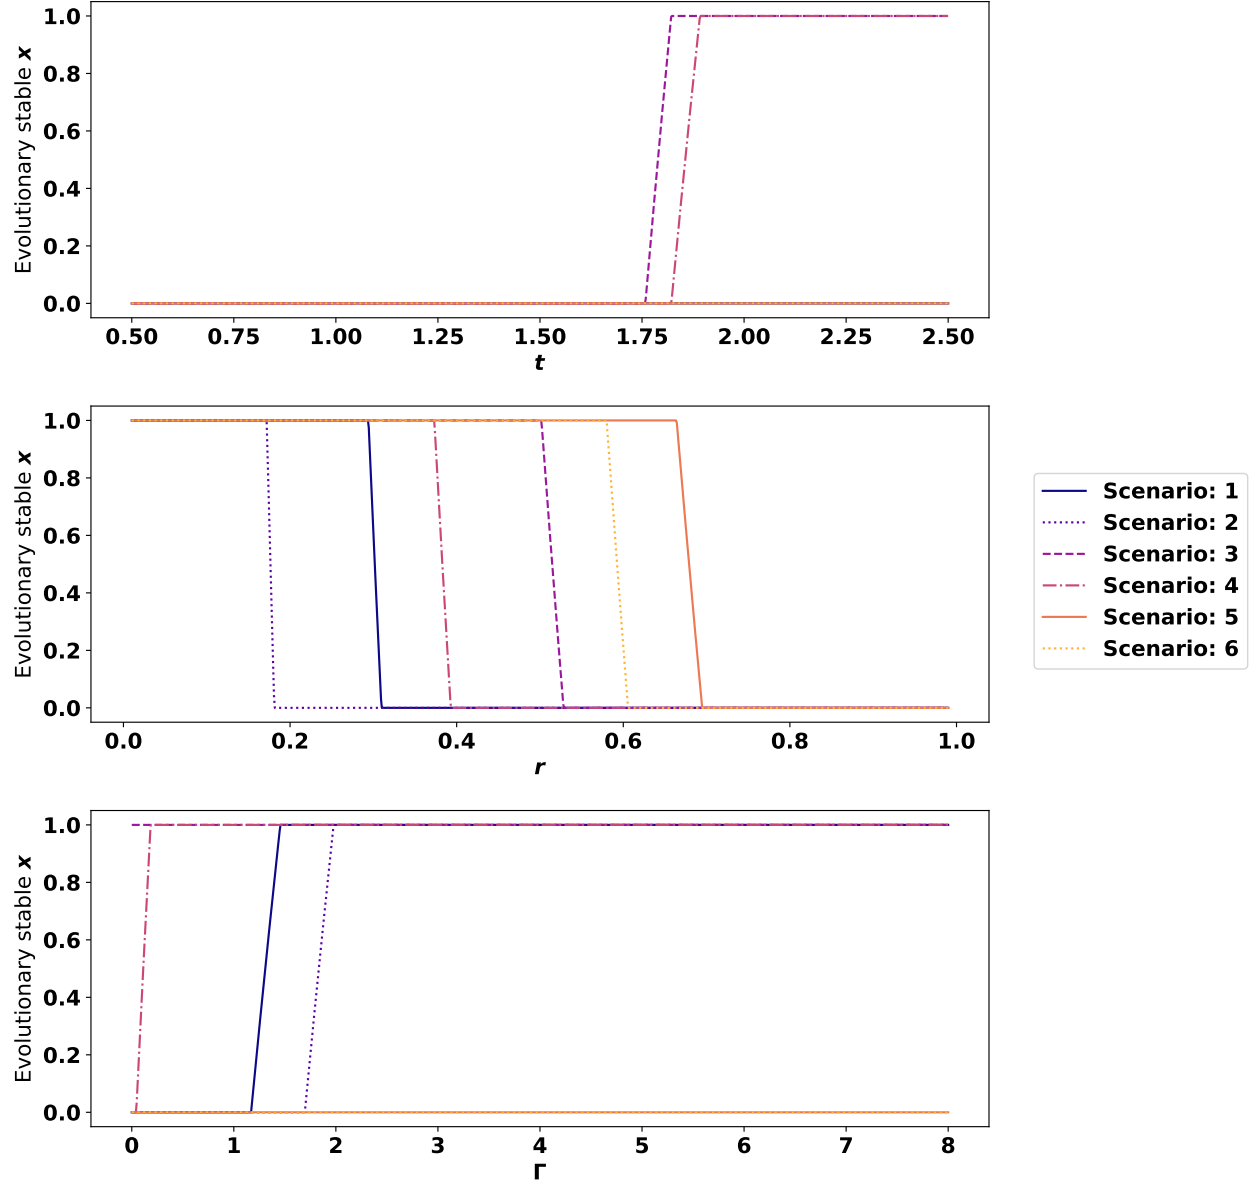 Evolutionary stable x
1.0
0.8
0.6
0.4
0.2
0.0
0.50 0.75 1.00 1.25 1.50 1.75 2.00 2.25 2.50
t
Evolutionary stable x
1.0
0.8
0.6
0.4
0.2
0.0
0.0 0.2 0.4 0.6 0.8 1.0
r
Scenario: 1
Scenario: 2
Scenario: 3
Scenario: 4
Scenario: 5
Scenario: 6
Evolutionary stable x
1.0
0.8
0.6
0.4
0.2
0.0
0 1 2 3 4 5 6 7 8
Γ